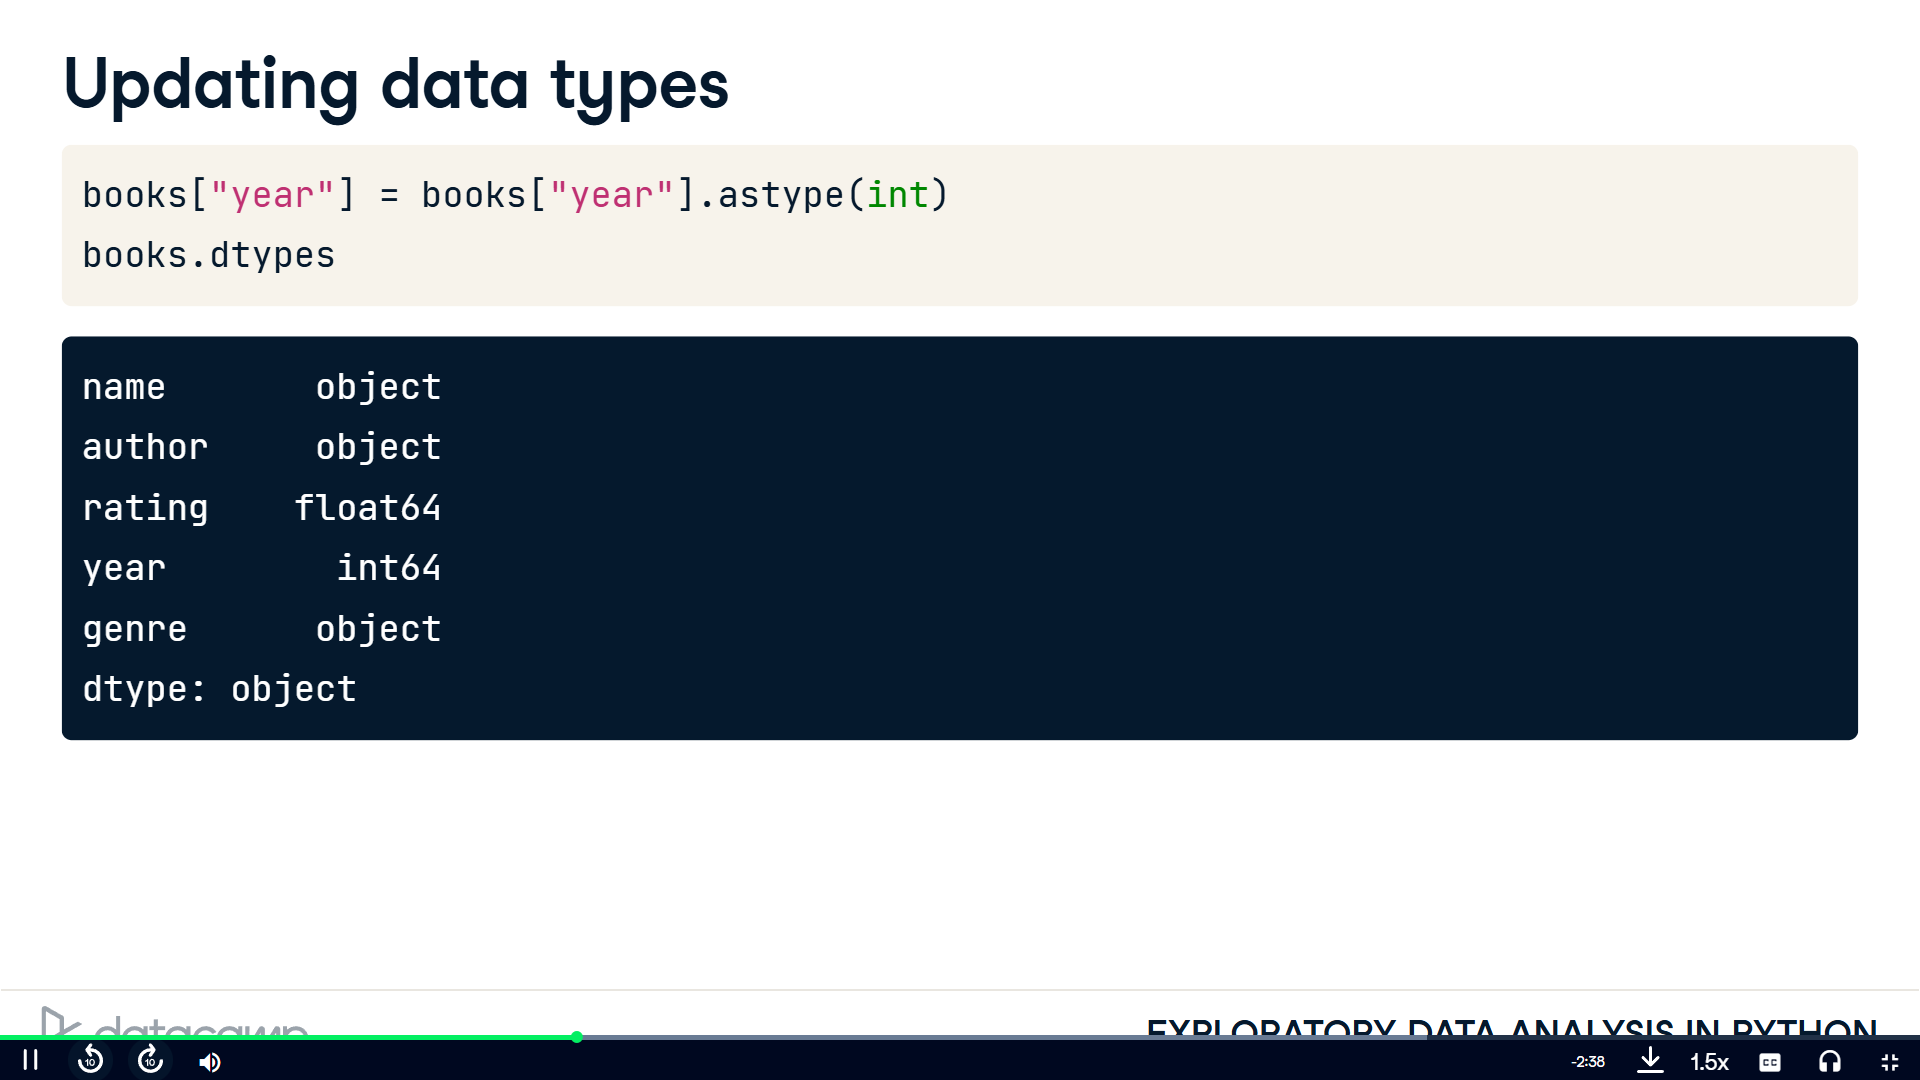 Updating data types
books["year"] = books["year"].astype(int)
books.dtypes
name       object
author     object
rating    float64
year        int64
genre      object
dtype: object
datacamp
EXPLORATORY DATA ANALYSIS IN PYTHON
10
10
-2:38
1.5x
CC